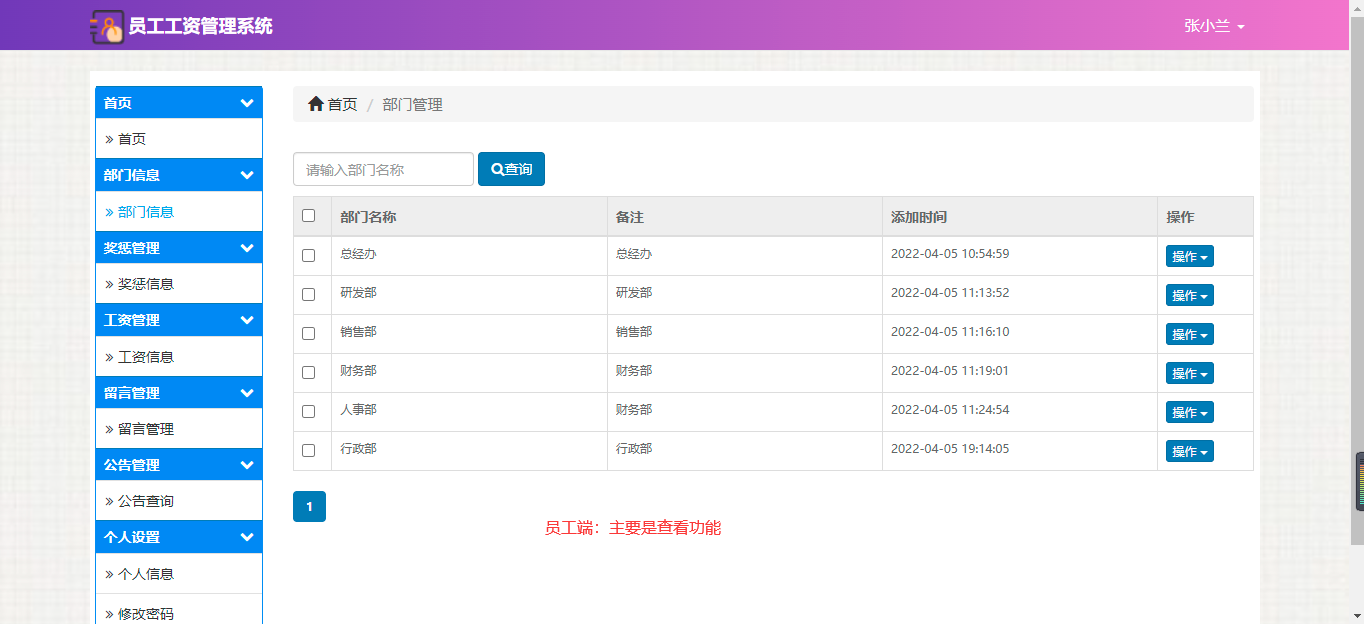 员工工资管理系统
张小兰
首页
» 首页
部门信息
» 部门信息
奖惩管理
» 奖惩信息
工资管理
» 工资信息
留言管理
» 留言管理
公告管理
» 公告查询
个人设置
» 个人信息
» 修改密码
首页 / 部门管理
请输入部门名称 查询
部门名称 备注 添加时间 操作
总经办 总经办 2022-04-05 10:54:59 操作
研发部 研发部 2022-04-05 11:13:52 操作
销售部 销售部 2022-04-05 11:16:10 操作
财务部 财务部 2022-04-05 11:19:01 操作
人事部 财务部 2022-04-05 11:24:54 操作
行政部 行政部 2022-04-05 19:14:05 操作
1
员工端：主要是查看功能